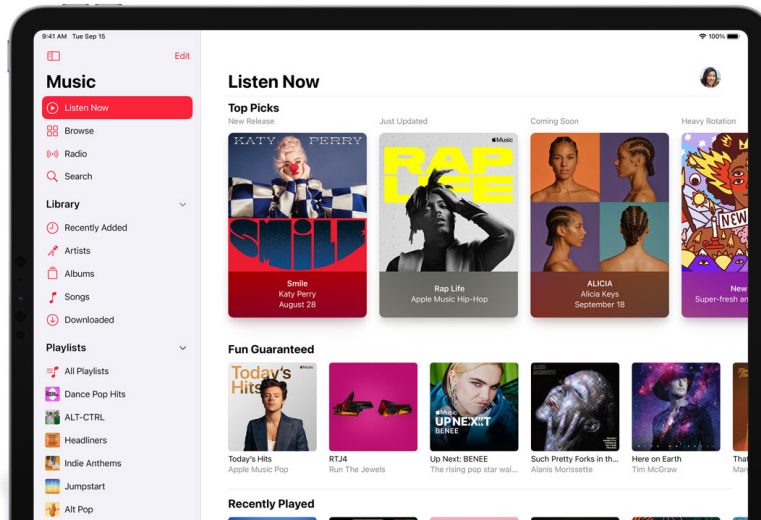 9:41 AM Tue Sep 15
100%
Edit
Music
Listen Now
Browse
Radio
Search
Library
Recently Added
Artists
Albums
Songs
Downloaded
Playlists
All Playlists
Dance Pop Hits
ALT-CTRL
Headliners
Indie Anthems
Jumpstart
Alt Pop
Listen Now
Top Picks
New Release
Just Updated
Coming Soon
Heavy Rotation
KATY PERRY
SMILE
Smile
Katy Perry
August 28
Music
RAP
LIFE
Rap Life
Apple Music Hip-Hop
ALICIA
Alicia Keys
September 18
NEW
New
Super-fresh an
Fun Guaranteed
Music
Today's
Hits
Today's Hits
Apple Music Pop
RTJ4
Run The Jewels
Music
UP NEXT
BENEE
Up Next: BENEE
The rising pop star wal...
Such Pretty Forks in th...
Alanis Morissette
Here on Earth
Tim McGraw
That
Mar
Recently Played